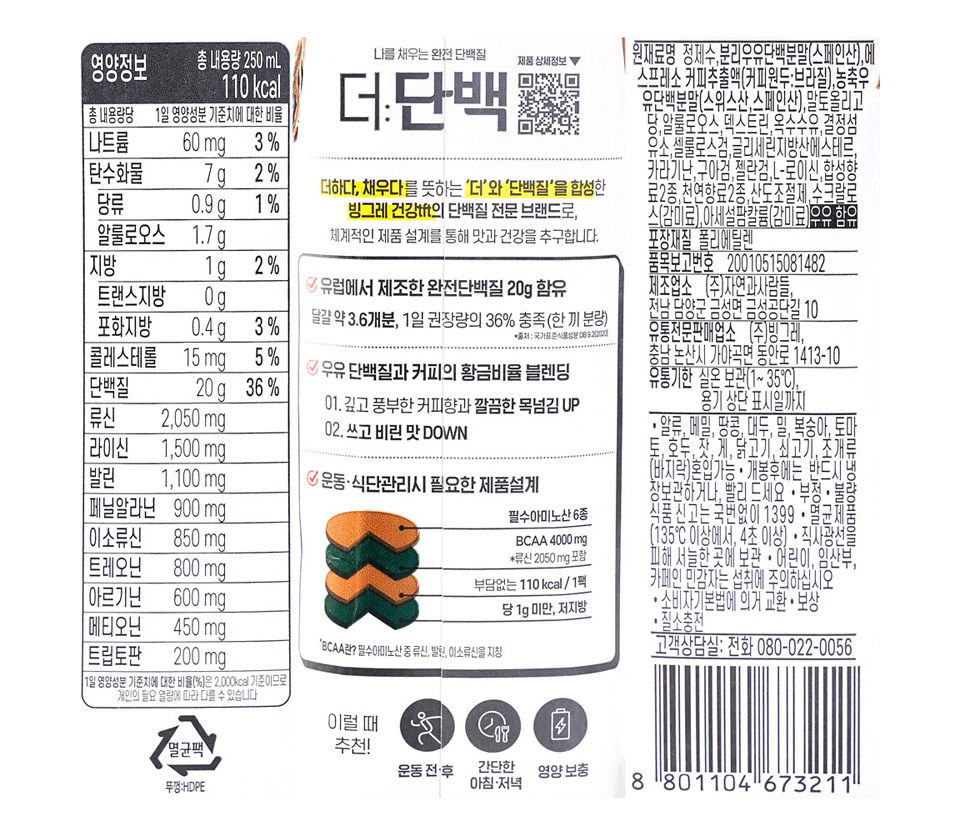 영양정보
총 내용량 250 mL
110 kcal
총 내용량당 1일 영양성분 기준치에 대한 비율
나트륨 60 mg 3 %
탄수화물 7 g 2 %
당류 0.9 g 1 %
알룰로오스 1.7 g
지방 1 g 2 %
트랜스지방 0 g
포화지방 0.4 g 3 %
콜레스테롤 15 mg 5 %
단백질 20 g 36 %
류신 2,050 mg
라이신 1,500 mg
발린 1,100 mg
페닐알라닌 900 mg
이소류신 850 mg
트레오닌 800 mg
아르기닌 600 mg
메티오닌 450 mg
트립토판 200 mg
1일 영양성분 기준치에 대한 비율(%)은 2,000kcal 기준이므로
개인의 필요 열량에 따라 다를 수 있습니다
멸균팩
뚜껑:HDPE
나를 채우는 완전 단백질
제품 상세정보 ▼
더:단백
더하다, 채우다를 뜻하는 '더'와 '단백질'을 합성한
빙그레 건강tft의 단백질 전문 브랜드로,
체계적인 제품 설계를 통해 맛과 건강을 추구합니다.
유럽에서 제조한 완전단백질 20g 함유
달걀 약 3.6개분, 1일 권장량의 36% 충족(한 끼 분량)
*출처 : 국가표준식품성분 DB 9.2(2020)
우유 단백질과 커피의 황금비율 블렌딩
01. 깊고 풍부한 커피향과 깔끔한 목넘김 UP
02. 쓰고 비린 맛 DOWN
운동·식단관리시 필요한 제품설계
필수아미노산 6종
BCAA 4000 mg
*류신 2050 mg 포함
부담없는 110 kcal / 1팩
당 1g 미만, 저지방
*BCAA란? 필수아미노산 중 류신, 발린, 이소류신을 지칭
이럴 때
추천!
운동 전·후
간단한
아침·저녁
영양 보충
원재료명 정제수,분리우유단백분말(스페인산),에
스프레소 커피추출액(커피원두:브라질),농축우
유단백분말(스위스산,스페인산),말토올리고
당,알룰로오스,덱스트린,옥수수유,결정섬
유소,셀룰로스검,글리세린지방산에스테르,
카라기난,구아검,젤란검,L-로이신,합성향
료2종,천연향료2종,산도조절제,수크랄로
스(감미료),아세설팜칼륨(감미료) 우유 함유
포장재질 폴리에틸렌
품목보고번호 20010515081482
제조업소 (주)자연과사람들,
전남 담양군 금성면 금성공단길 10
유통전문판매업소 (주)빙그레,
충남 논산시 가야곡면 동안로 1413-10
유통기한 실온 보관(1~ 35℃),
용기 상단 표시일까지
· 알류, 메밀, 땅콩, 대두, 밀, 복숭아, 토마
토, 호두, 잣, 게, 닭고기, 쇠고기, 조개류
(바지락)혼입가능 · 개봉후에는 반드시 냉
장보관하거나, 빨리 드세요 · 부정 · 불량
식품 신고는 국번없이 1399 · 멸균제품
(135℃ 이상에서, 4초 이상) · 직사광선을
피해 서늘한 곳에 보관 · 어린이, 임산부,
카페인 민감자는 섭취에 주의하십시오
· 소비자기본법에 의거 교환 · 보상
· 질소충전
고객상담실: 전화 080-022-0056
8 801104 673211